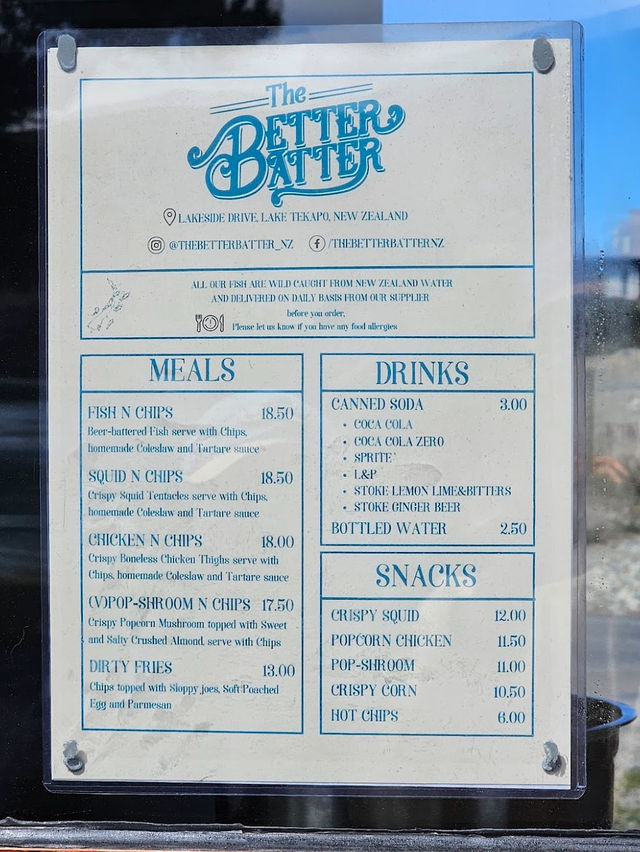 The
BETTER
BATTER
LAKESIDE DRIVE, LAKE TEKAPO, NEW ZEALAND
@THEBETTERBATTER_NZ /THEBETTERBATTERNZ
ALL OUR FISH ARE WILD CAUGHT FROM NEW ZEALAND WATER
AND DELIVERED ON DAILY BASIS FROM OUR SUPPLIER
before you order,
Please let us know if you have any food allergies
MEALS
FISH N CHIPS 18.50
Beer-battered Fish serve with Chips,
homemade Coleslaw and Tartare sauce
SQUID N CHIPS 18.50
Crispy Squid Tentacles serve with Chips,
homemade Coleslaw and Tartare sauce
CHICKEN N CHIPS 18.00
Crispy Boneless Chicken Thighs serve with
Chips, homemade Coleslaw and Tartare sauce
(V)POP-SHROOM N CHIPS 17.50
Crispy Popcorn Mushroom topped with Sweet
and Salty Crushed Almond, serve with Chips
DIRTY FRIES 13.00
Chips topped with Sloppy joes, Soft Poached
Egg and Parmesan
DRINKS
CANNED SODA 3.00
• COCA COLA
• COCA COLA ZERO
• SPRITE
• L&P
• STOKE LEMON LIME&BITTERS
• STOKE GINGER BEER
BOTTLED WATER 2.50
SNACKS
CRISPY SQUID 12.00
POPCORN CHICKEN 11.50
POP-SHROOM 11.00
CRISPY CORN 10.50
HOT CHIPS 6.00